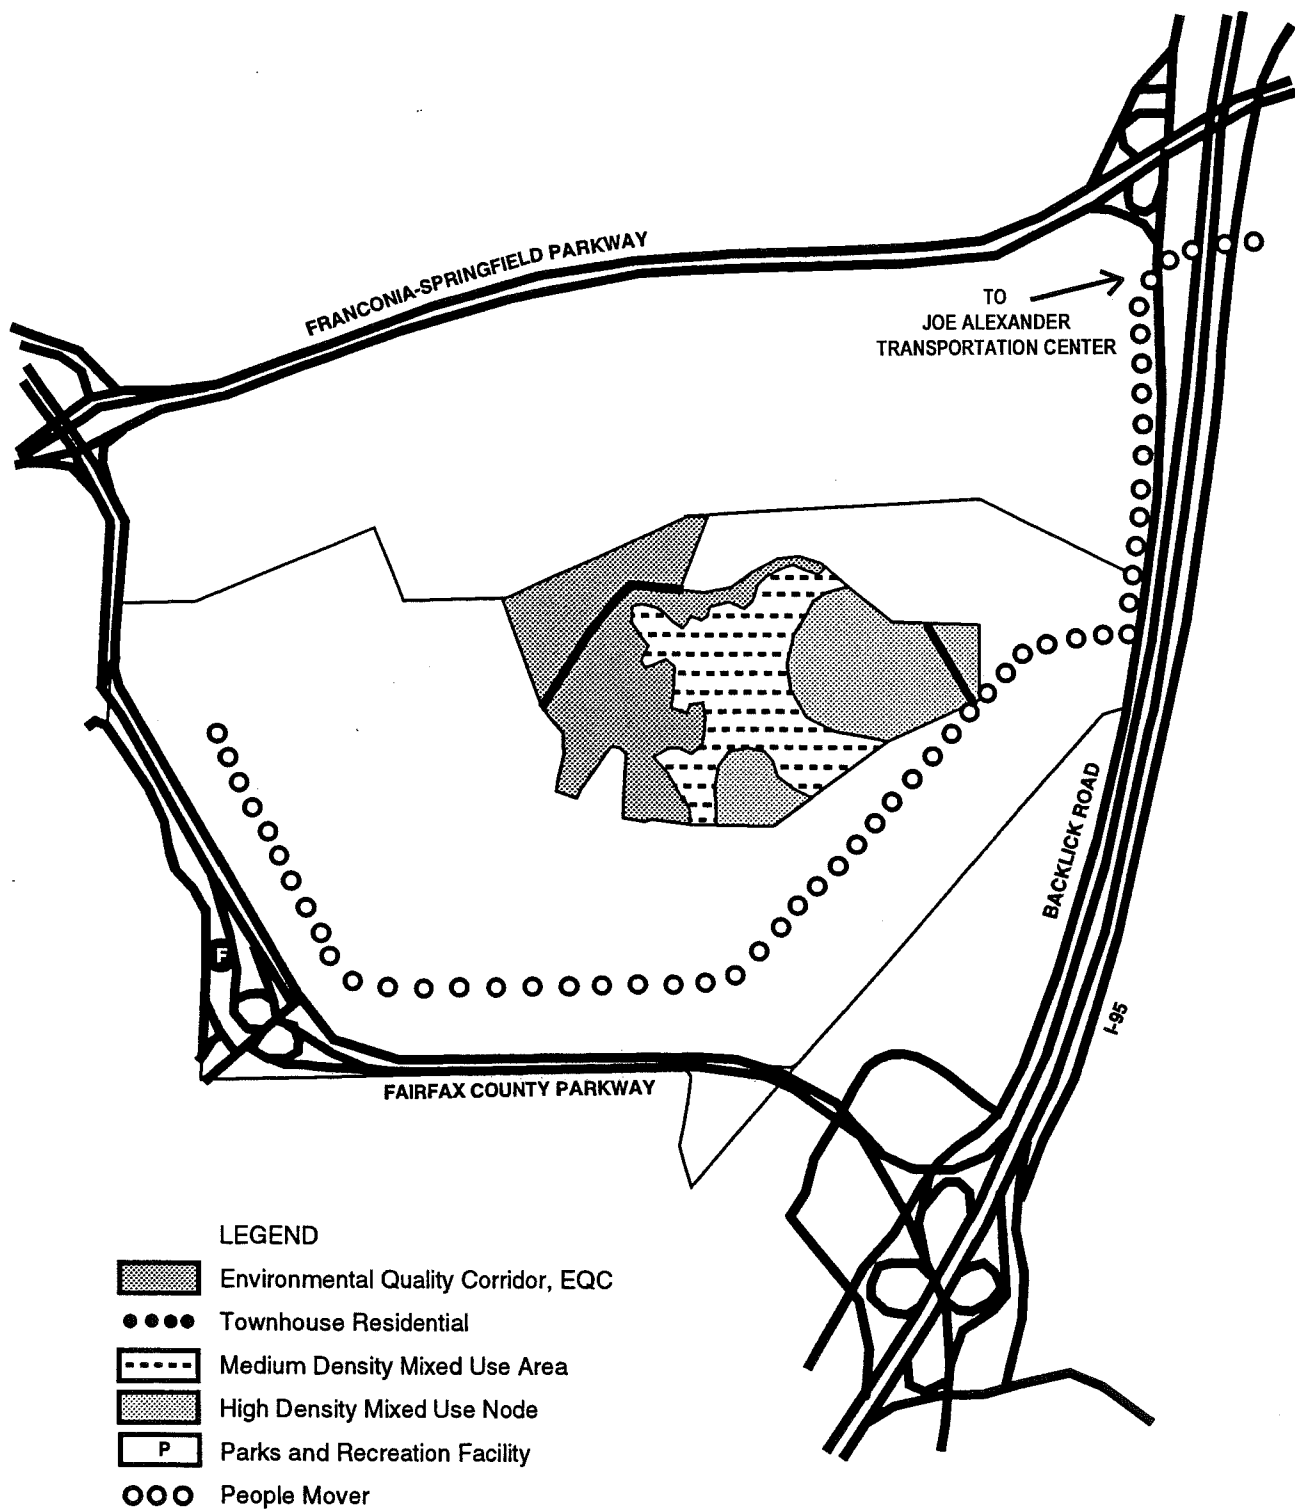 FRANCONIA-SPRINGFIELD PARKWAY
TO
JOE ALEXANDER
TRANSPORTATION CENTER
BACKLICK ROAD
F
I-95
FAIRFAX COUNTY PARKWAY
LEGEND
Environmental Quality Corridor, EQC
Townhouse Residential
Medium Density Mixed Use Area
High Density Mixed Use Node
P Parks and Recreation Facility
People Mover